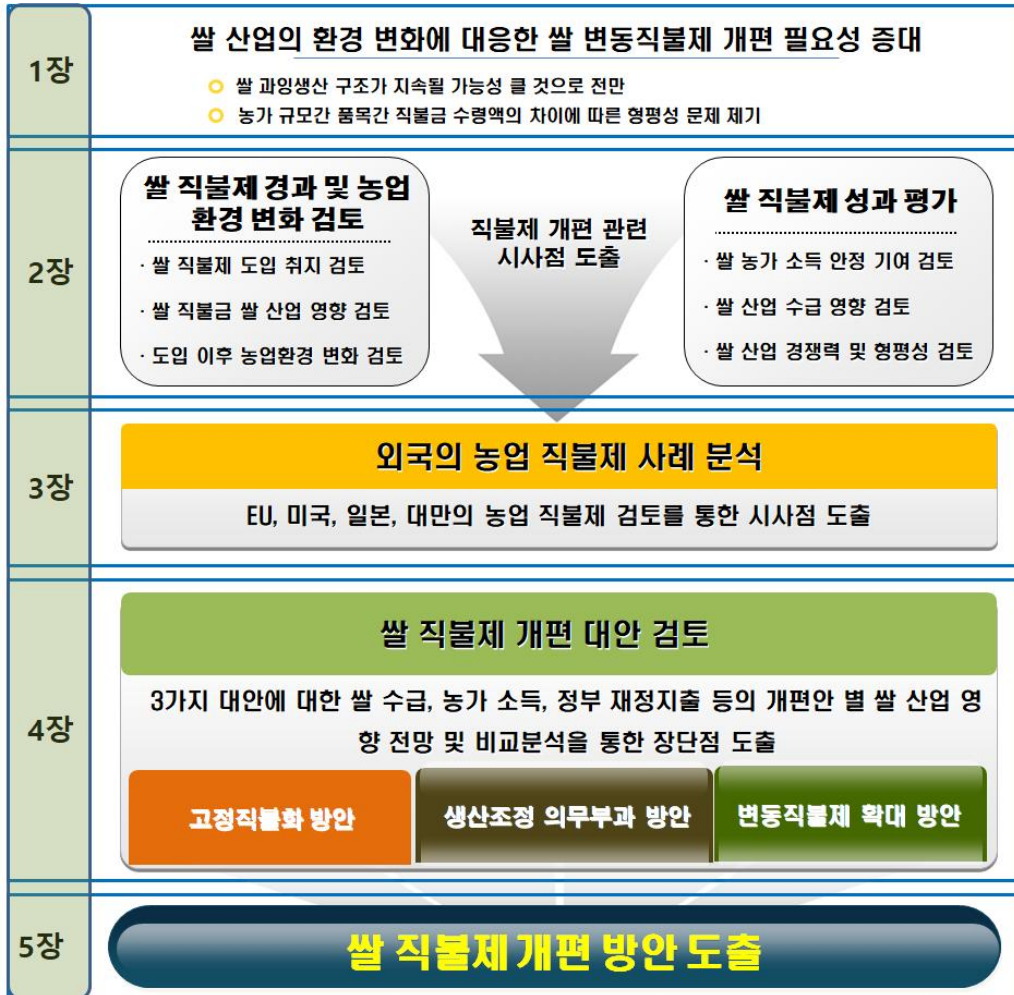 1장
쌀 산업의 환경 변화에 대응한 쌀 변동직불제 개편 필요성 증대
쌀 과잉생산 구조가 지속될 가능성 클 것으로 전만
농가 규모간 품목간 직불금 수령액의 차이에 따른 형평성 문제 제기
2장
쌀 직불제 경과 및 농업
환경 변화 검토
· 쌀 직불제 도입 취지 검토
· 쌀 직불금 쌀 산업 영향 검토
· 도입 이후 농업환경 변화 검토
직불제 개편 관련
시사점 도출
쌀 직불제 성과 평가
· 쌀 농가 소득 안정 기여 검토
· 쌀 산업 수급 영향 검토
· 쌀 산업 경쟁력 및 형평성 검토
3장
외국의 농업 직불제 사례 분석
EU, 미국, 일본, 대만의 농업 직불제 검토를 통한 시사점 도출
4장
쌀 직불제 개편 대안 검토
3가지 대안에 대한 쌀 수급, 농가 소득, 정부 재정지출 등의 개편안 별 쌀 산업 영
향 전망 및 비교분석을 통한 장단점 도출
고정직불화 방안
생산조정 의무부과 방안
변동직불제 확대 방안
5장
쌀 직불제 개편 방안 도출